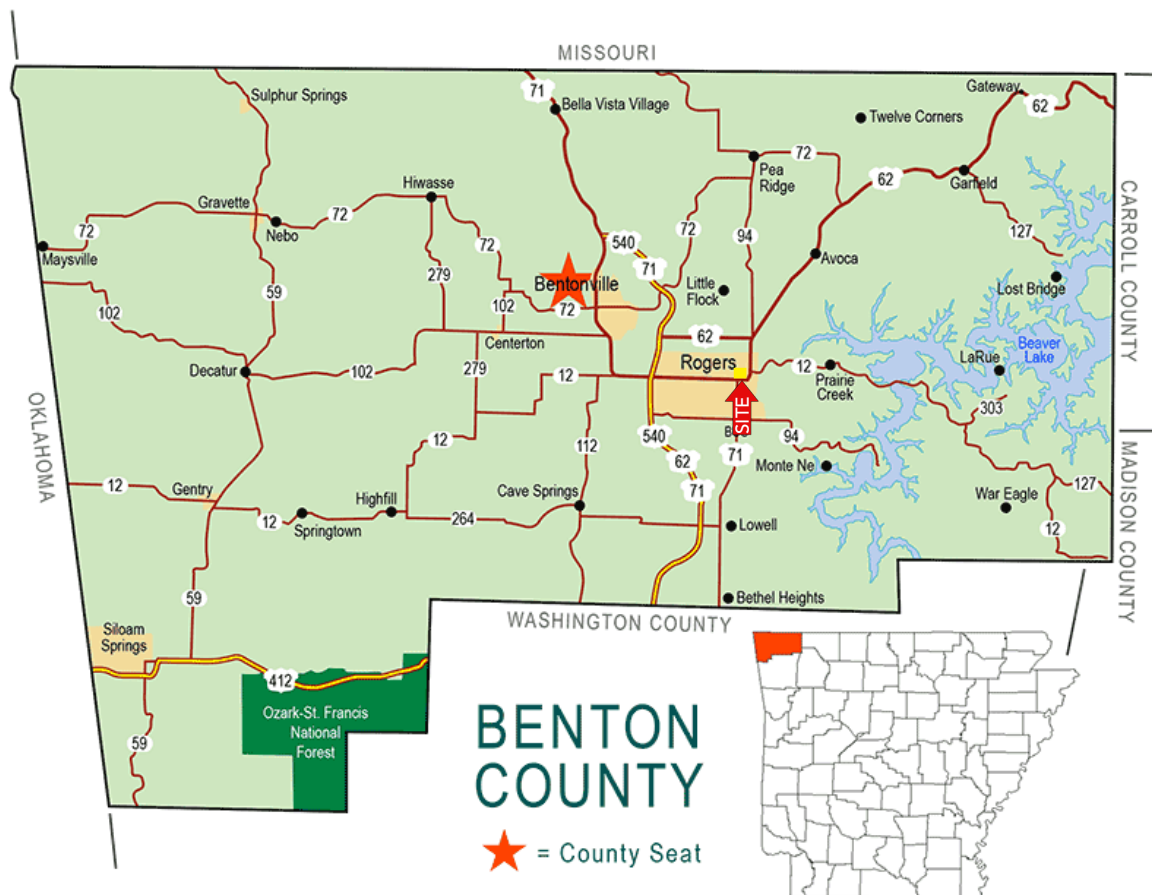 MISSOURI
Sulphur Springs
71
Bella Vista Village
Gateway
62
Twelve Corners
72
Pea
Ridge
62
Garfield
Hiwasse
Gravette
72
Nebo
72
72
94
127
CARROLL COUNTY
72
Maysville
540
71
Avoca
279
Little
Flock
Lost Bridge
59
Bentonville
102
102
72
62
Centerton
Beaver
Lake
LaRue
Rogers
12
Prairie
Creek
Decatur
102
279
12
SITE
303
OKLAHOMA
112
12
540
94
62
71
Monte Ne
MADISON COUNTY
12
Gentry
71
127
Highfill
Cave Springs
War Eagle
12
Springtown
264
Lowell
12
59
Bethel Heights
WASHINGTON COUNTY
Siloam
Springs
412
Ozark-St. Francis
National
Forest
59
BENTON
COUNTY
= County Seat